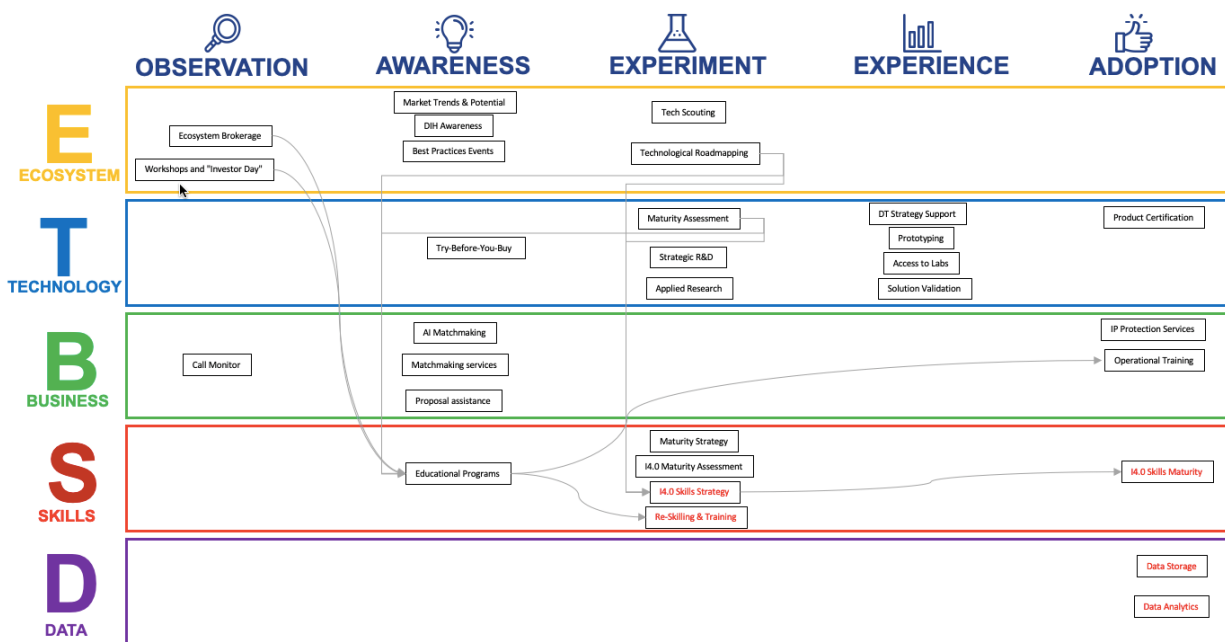 OBSERVATION
AWARENESS
EXPERIMENT
EXPERIENCE
ADOPTION
E
ECOSYSTEM
Ecosystem Brokerage
Workshops and "Investor Day"
Market Trends & Potential
DIH Awareness
Best Practices Events
Tech Scouting
Technological Roadmapping
T
TECHNOLOGY
Try-Before-You-Buy
Maturity Assessment
Strategic R&D
Applied Research
DT Strategy Support
Prototyping
Access to Labs
Solution Validation
Product Certification
B
BUSINESS
Call Monitor
AI Matchmaking
Matchmaking services
Proposal assistance
IP Protection Services
Operational Training
S
SKILLS
Educational Programs
Maturity Strategy
I4.0 Maturity Assessment
I4.0 Skills Strategy
Re-Skilling & Training
I4.0 Skills Maturity
D
DATA
Data Storage
Data Analytics